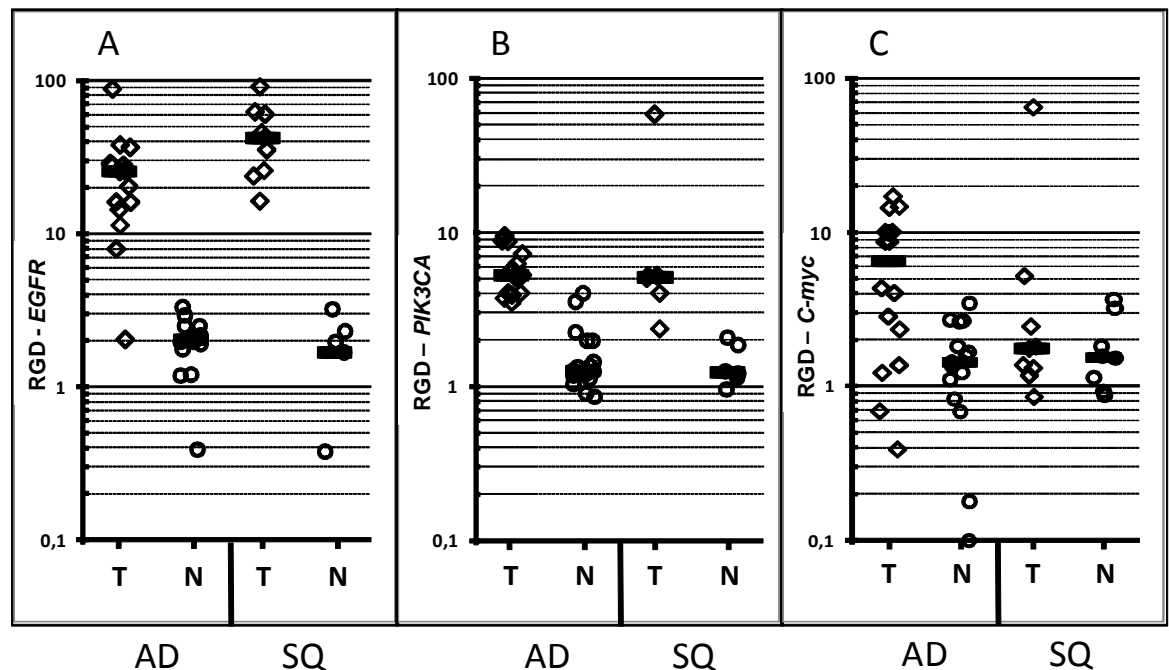 A
100
10
1
0,1
RGD - EGFR
T N T N
AD SQ
B
100
10
1
0,1
RGD – PIK3CA
T N T N
AD SQ
C
100
10
1
0,1
RGD – C-myc
T N T N
AD SQ